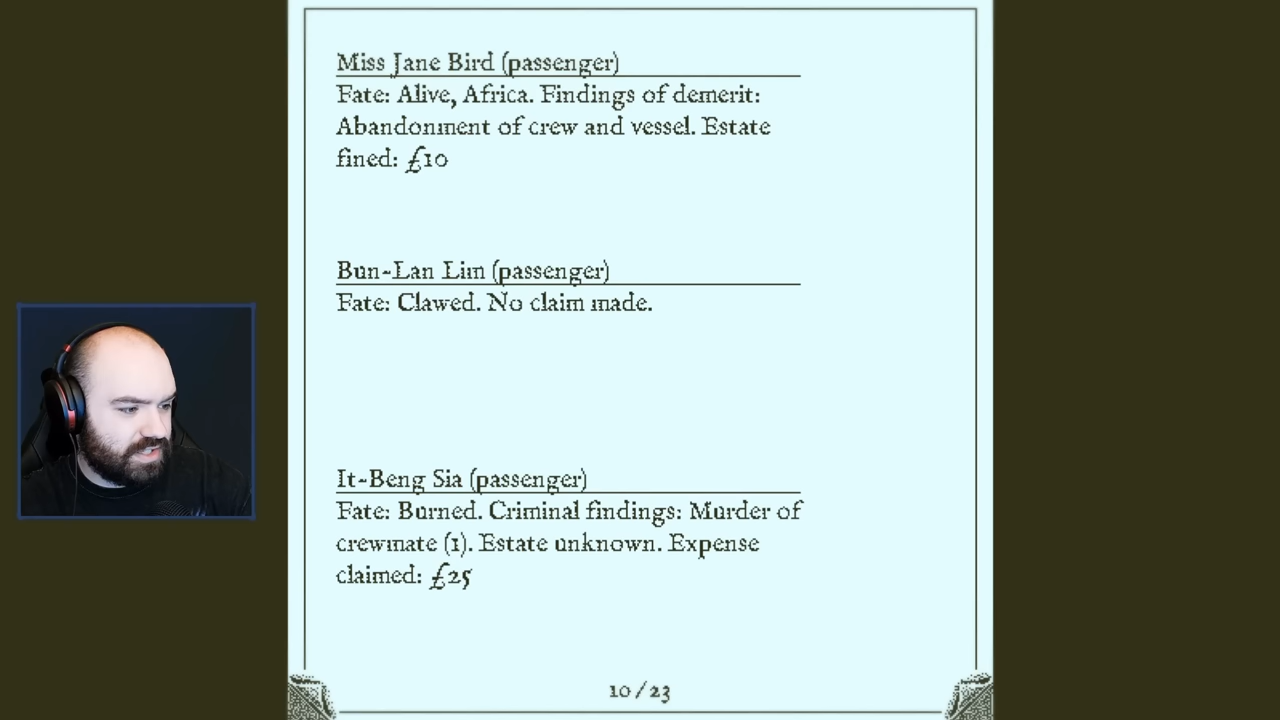 Miss Jane Bird (passenger)
Fate: Alive, Africa. Findings of demerit:
Abandonment of crew and vessel. Estate
fined: £10
Bun-Lan Lim (passenger)
Fate: Clawed. No claim made.
It-Beng Sia (passenger)
Fate: Burned. Criminal findings: Murder of
crewmate (1). Estate unknown. Expense
claimed: £25
10 / 23